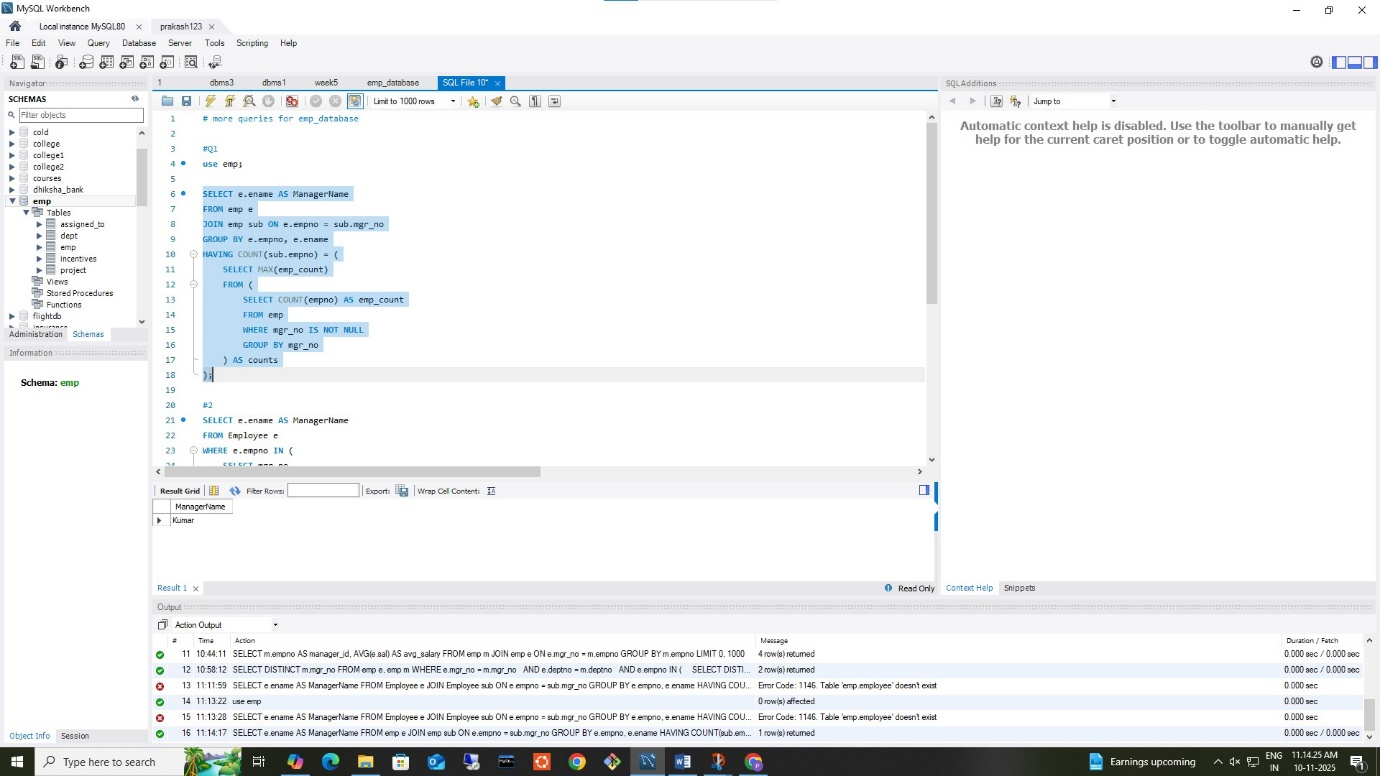 MySQL Workbench
Local instance MySQL80 × prakash123 ×
File Edit View Query Database Server Tools Scripting Help
Navigator
SCHEMAS
Filter objects
cold
college
college1
college2
courses
dhiksha_bank
emp
Tables
assigned_to
dept
emp
incentives
project
Views
Stored Procedures
Functions
flightdb
insurance
Administration Schemas
Information
Schema: emp
Object Info Session
1 dbms3 dbms1 week5 emp_database SQL File 10* ×
Limit to 1000 rows
1 # more queries for emp_database
2
3 #Q1
4 use emp;
5
6 SELECT e.ename AS ManagerName
7 FROM emp e
8 JOIN emp sub ON e.empno = sub.mgr_no
9 GROUP BY e.empno, e.ename
10 HAVING COUNT(sub.empno) = (
11 SELECT MAX(emp_count)
12 FROM (
13 SELECT COUNT(empno) AS emp_count
14 FROM emp
15 WHERE mgr_no IS NOT NULL
16 GROUP BY mgr_no
17 ) AS counts
18 );
19
20 #2
21 SELECT e.ename AS ManagerName
22 FROM Employee e
23 WHERE e.empno IN (
24 SELECT mgr_no
Result Grid Filter Rows: Export: Wrap Cell Content:
ManagerName
Kumar
Result 1 × Read Only
SQLAdditions
Jump to
Automatic context help is disabled. Use the toolbar to manually get
help for the current caret position or to toggle automatic help.
Context Help Snippets
Output
Action Output
# Time Action Message Duration / Fetch
11 10:44:11 SELECT m.empno AS manager_id, AVG(e.sal) AS avg_salary FROM emp m JOIN emp e ON e.mgr_no = m.empno GROUP BY m.empno LIMIT 0, 1000 4 row(s) returned 0.000 sec / 0.000 sec
12 10:58:12 SELECT DISTINCT m.mgr_no FROM emp e, emp m WHERE e.mgr_no = m.mgr_no AND e.deptno = m.deptno AND e.empno IN ( SELECT DISTI... 2 row(s) returned 0.000 sec / 0.000 sec
13 11:11:59 SELECT e.ename AS ManagerName FROM Employee e JOIN Employee sub ON e.empno = sub.mgr_no GROUP BY e.empno, e.ename HAVING COU... Error Code: 1146. Table 'emp.employee' doesn't exist 0.000 sec
14 11:13:22 use emp 0 row(s) affected 0.000 sec
15 11:13:28 SELECT e.ename AS ManagerName FROM Employee e JOIN Employee sub ON e.empno = sub.mgr_no GROUP BY e.empno, e.ename HAVING COU... Error Code: 1146. Table 'emp.employee' doesn't exist 0.000 sec
16 11:14:17 SELECT e.ename AS ManagerName FROM emp e JOIN emp sub ON e.empno = sub.mgr_no GROUP BY e.empno, e.ename HAVING COUNT(sub.em... 1 row(s) returned 0.000 sec / 0.000 sec
Type here to search
Earnings upcoming
ENG
IN
11.14.25 AM
10-11-2025